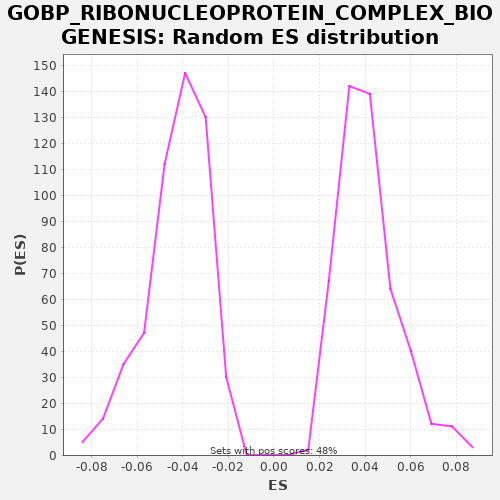 GOBP_RIBONUCLEOPROTEIN_COMPLEX_BIO
GENESIS: Random ES distribution
150
140
130
120
110
100
90
80
70
60
50
40
30
20
10
0
P(ES)
Sets with pos scores: 48%
-0.08 -0.06 -0.04 -0.02 0.00 0.02 0.04 0.06 0.08
ES